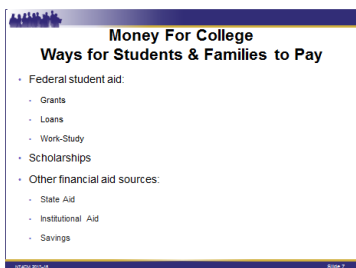 Money For College
Ways for Students & Families to Pay
Federal student aid:
Grants
Loans
Work-Study
Scholarships
Other financial aid sources:
State Aid
Institutional Aid
Savings
Slide 7